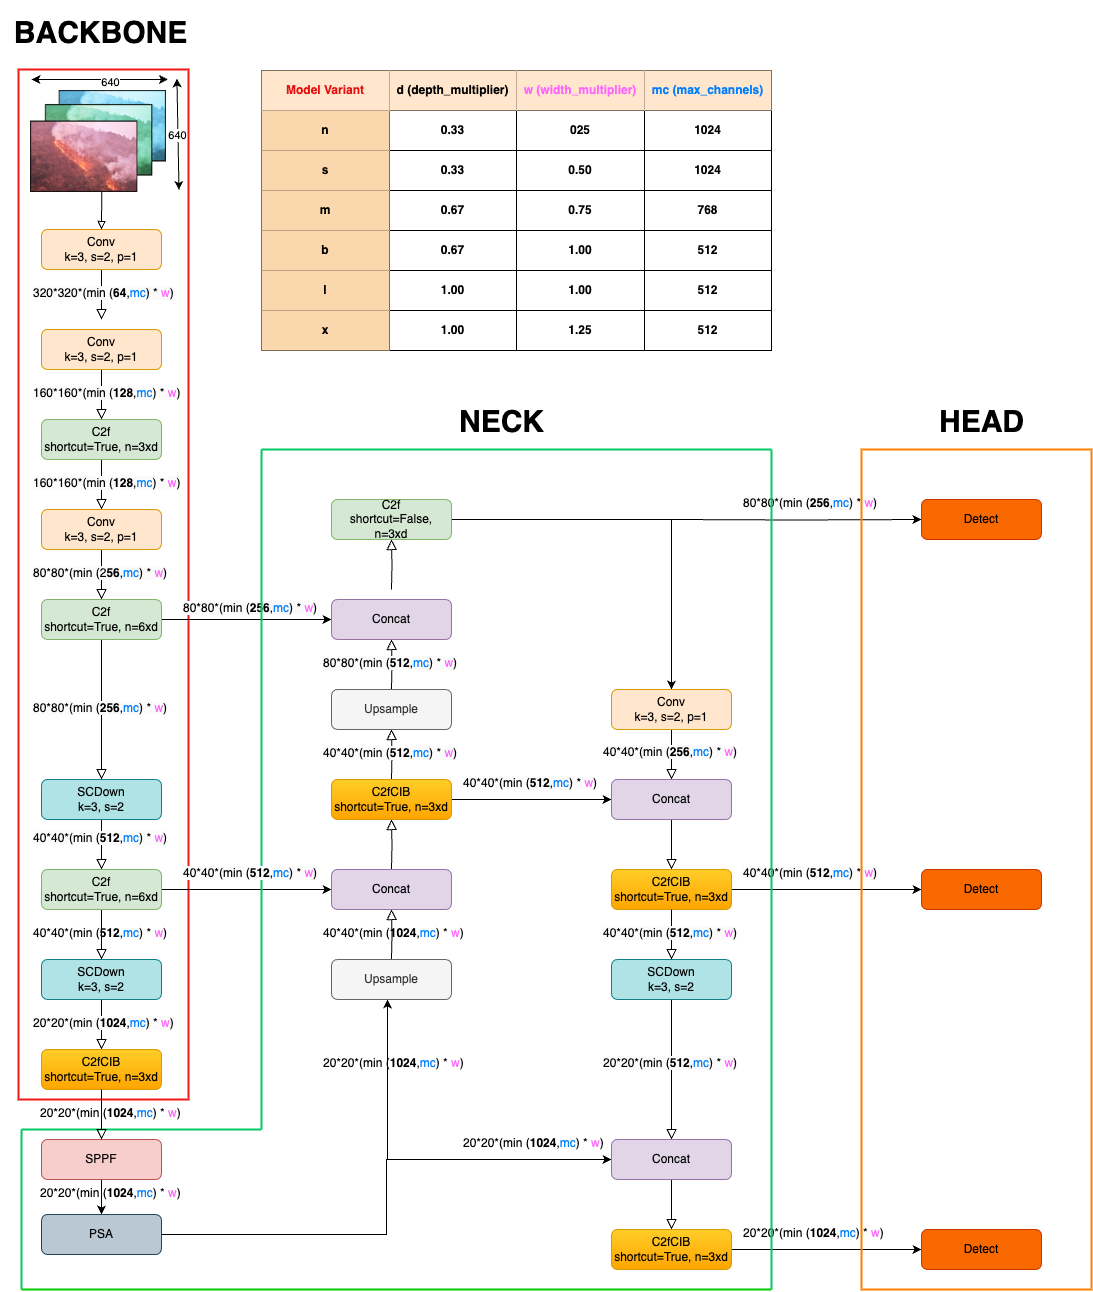 BACKBONE
640
640
Conv
k=3, s=2, p=1
320*320*(min (64,mc) * w)
Conv
k=3, s=2, p=1
160*160*(min (128,mc) * w)
C2f
shortcut=True, n=3xd
160*160*(min (128,mc) * w)
Conv
k=3, s=2, p=1
80*80*(min (256,mc) * w)
C2f
shortcut=True, n=6xd
80*80*(min (256,mc) * w)
80*80*(min (256,mc) * w)
SCDown
k=3, s=2
40*40*(min (512,mc) * w)
C2f
shortcut=True, n=6xd
40*40*(min (512,mc) * w)
40*40*(min (512,mc) * w)
SCDown
k=3, s=2
20*20*(min (1024,mc) * w)
C2fCIB
shortcut=True, n=3xd
20*20*(min (1024,mc) * w)
SPPF
20*20*(min (1024,mc) * w)
PSA
Model Variant d (depth_multiplier) w (width_multiplier) mc (max_channels)
n 0.33 025 1024
s 0.33 0.50 1024
m 0.67 0.75 768
b 0.67 1.00 512
l 1.00 1.00 512
x 1.00 1.25 512
NECK
C2f
shortcut=False,
n=3xd
Concat
80*80*(min (512,mc) * w)
Upsample
40*40*(min (512,mc) * w)
C2fCIB
shortcut=True, n=3xd
40*40*(min (512,mc) * w)
Concat
40*40*(min (1024,mc) * w)
Upsample
20*20*(min (1024,mc) * w)
20*20*(min (1024,mc) * w)
Conv
k=3, s=2, p=1
40*40*(min (256,mc) * w)
Concat
C2fCIB
shortcut=True, n=3xd
40*40*(min (512,mc) * w)
SCDown
k=3, s=2
20*20*(min (512,mc) * w)
Concat
C2fCIB
shortcut=True, n=3xd
HEAD
80*80*(min (256,mc) * w)
Detect
40*40*(min (512,mc) * w)
Detect
20*20*(min (1024,mc) * w)
Detect